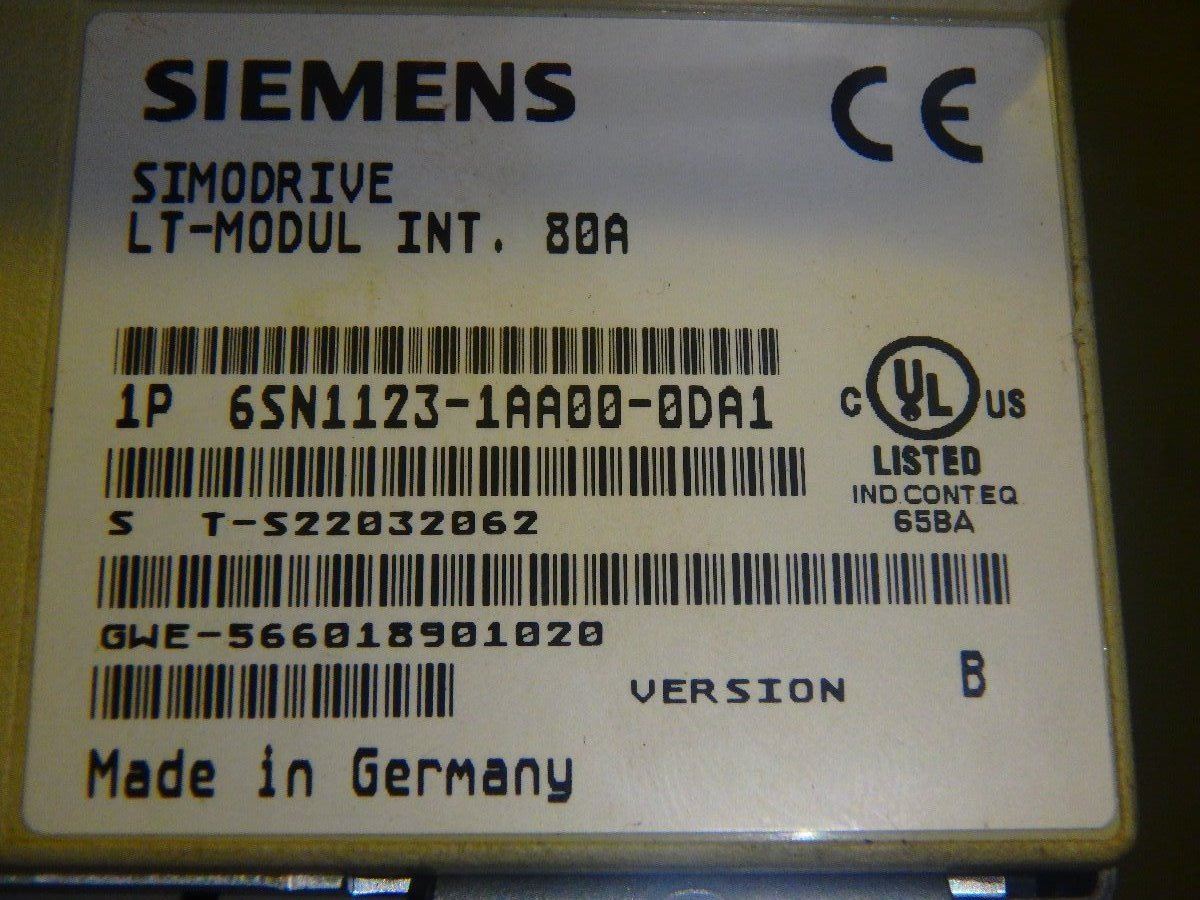 SIEMENS
CE
SIMODRIVE
LT-MODUL INT. 80A
1P 6SN1123-1AA00-0DA1
C UL US
LISTED
IND.CONT.EQ
65BA
S T-S22032062
GWE-566018901020
VERSION B
Made in Germany